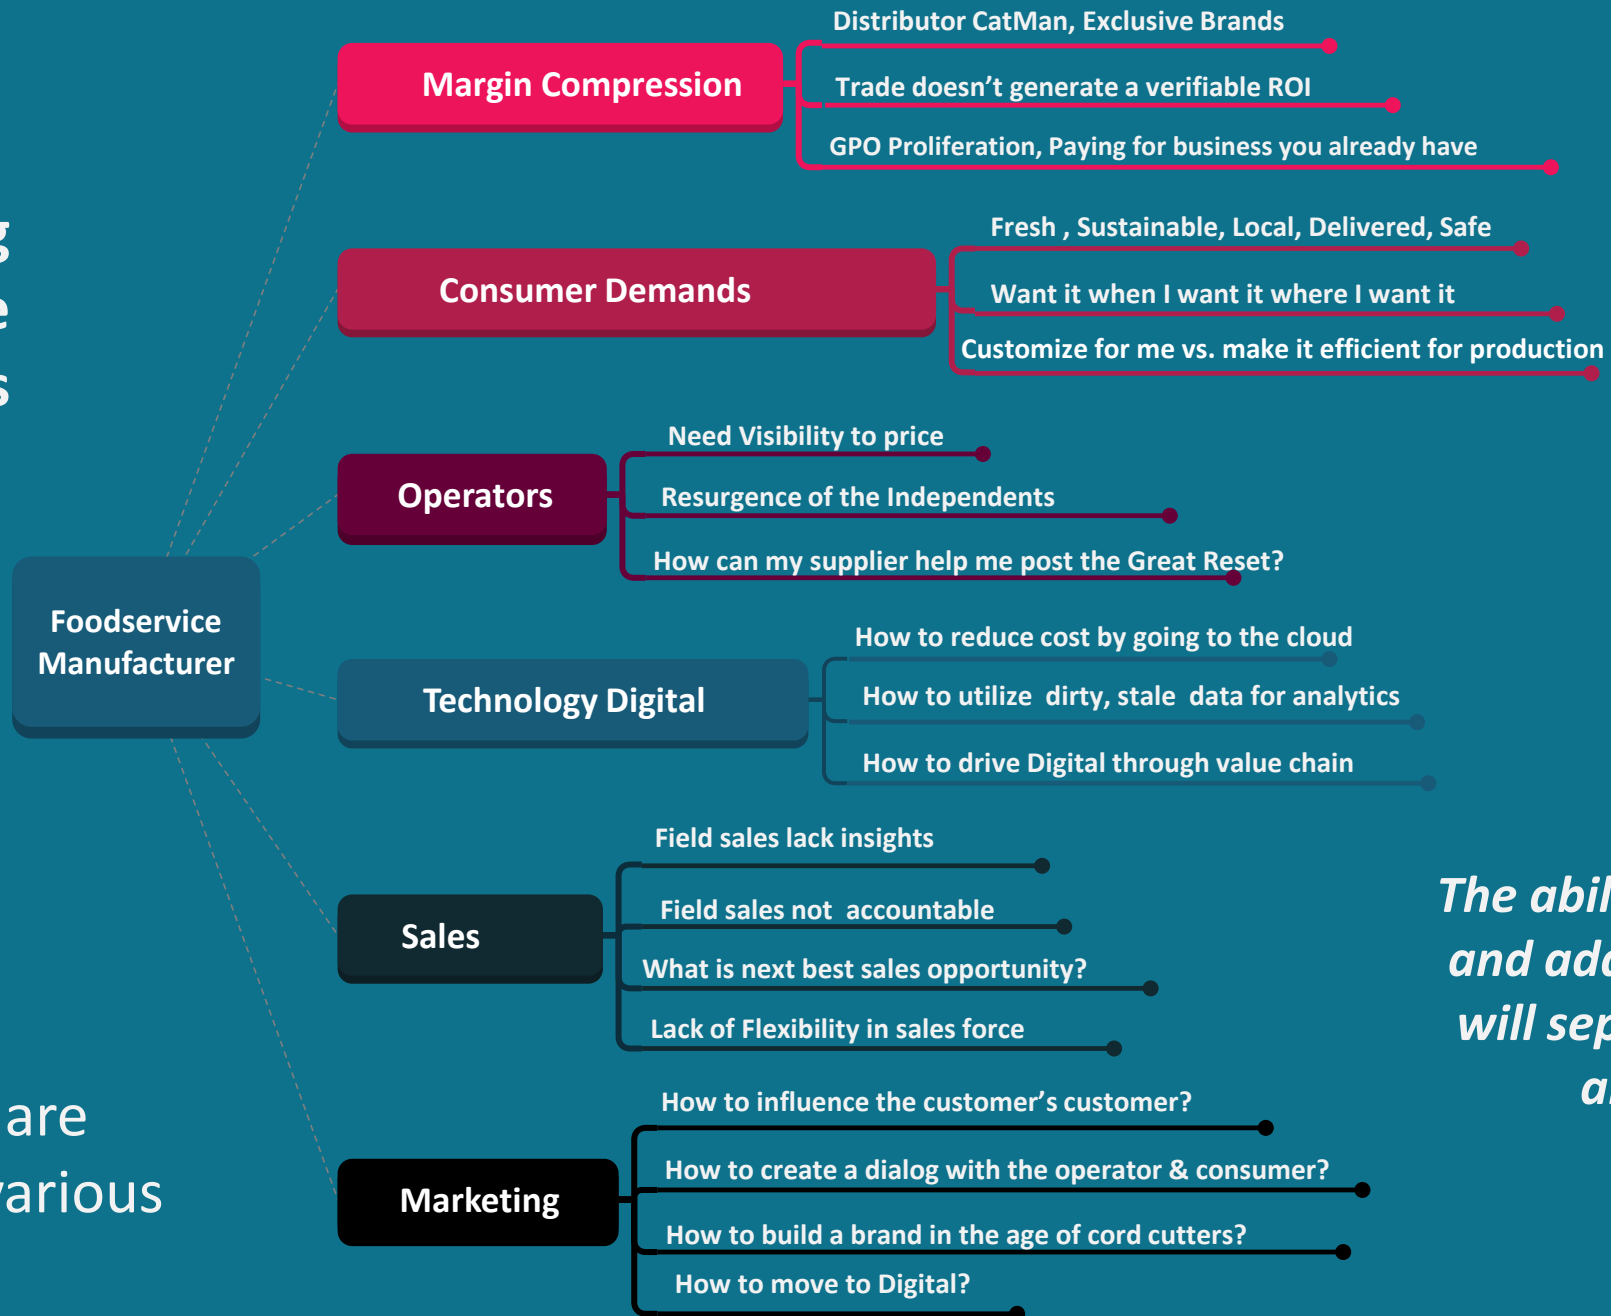 Distributor CatMan, Exclusive Brands
Margin Compression
Trade doesn’t generate a verifiable ROI
GPO Proliferation, Paying for business you already have
Fresh , Sustainable, Local, Delivered, Safe
Consumer Demands
Want it when I want it where I want it
Customize for me vs. make it efficient for production
Need Visibility to price
Operators
Resurgence of the Independents
How can my supplier help me post the Great Reset?
Foodservice
Manufacturer
How to reduce cost by going to the cloud
Technology Digital
How to utilize  dirty, stale  data for analytics
How to drive Digital through value chain
Field sales lack insights
Sales
Field sales not  accountable
What is next best sales opportunity?
Lack of Flexibility in sales force
The
and
will
are
various
How to influence the customer’s customer?
Marketing
How to create a dialog with the operator & consumer?
How to build a brand in the age of cord cutters?
How to move to Digital?